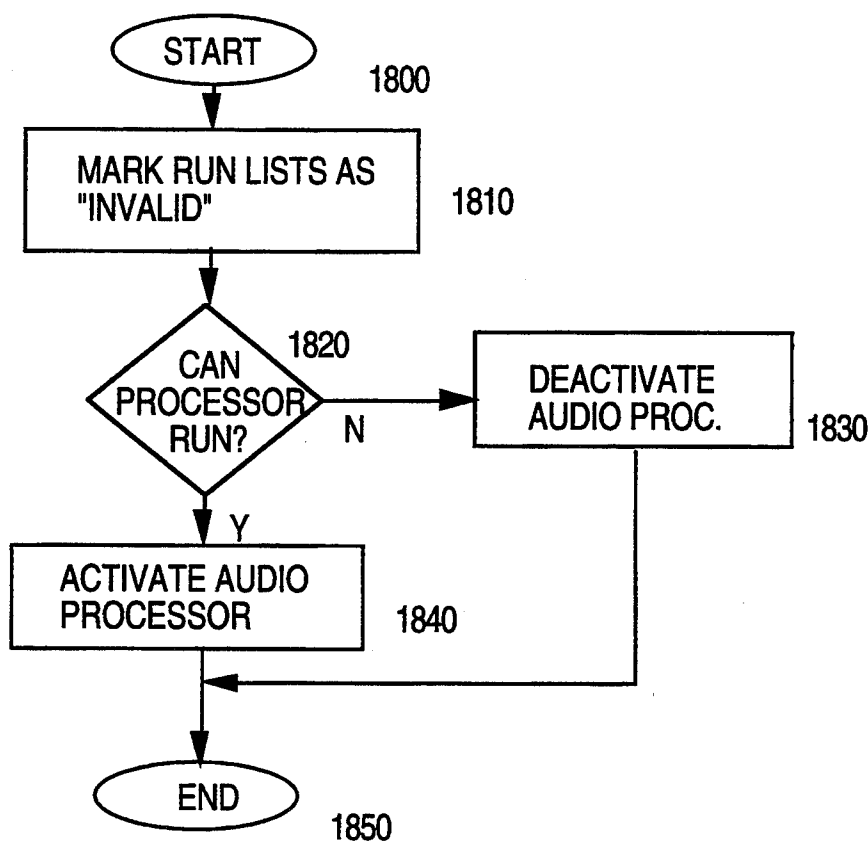 START
1800
MARK RUN LISTS AS
"INVALID"
1810
1820
CAN
PROCESSOR
RUN?
N
DEACTIVATE
AUDIO PROC.
1830
Y
ACTIVATE AUDIO
PROCESSOR
1840
END
1850